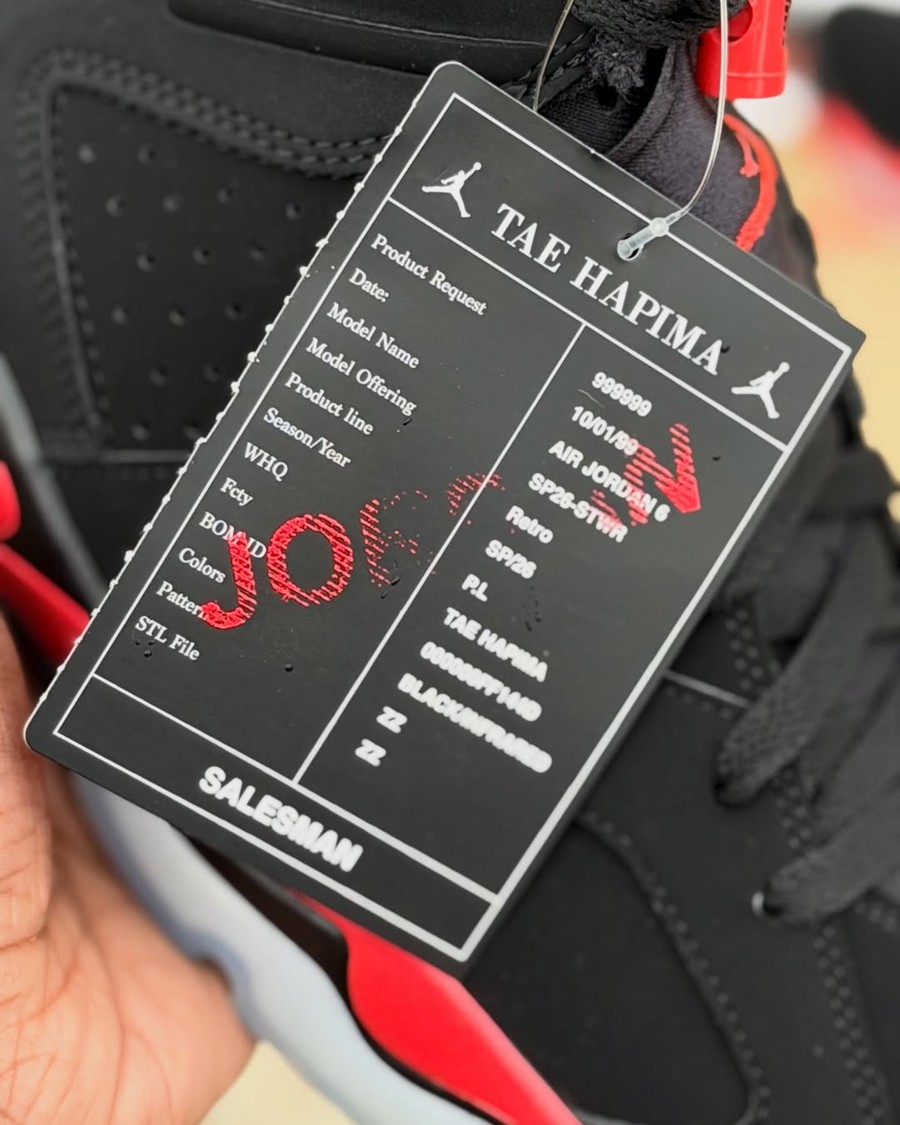 TAE HAPIMA
Product Request
Date:
Model Name
Model Offering
Product line
Season/Year
WHQ
Fcty
BOM ID
Colors
Pattern
STL File
999999
10/01/99
AIR JORDAN 6
SP26-STWR
Retro
SP/26
P.L
TAE HAPIMA
BLACK/INFRARED
ZZ
ZZ
SALESMAN